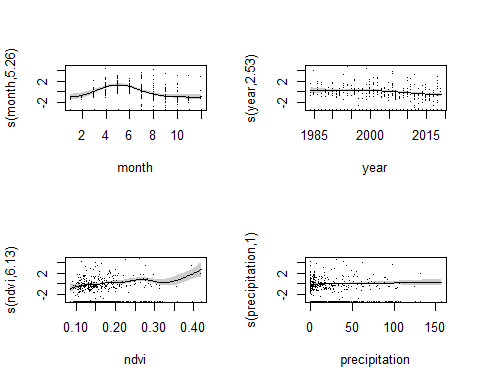 s(month,5.26)
2
-2
2 4 6 8 10
month
s(year,2.53)
2
-2
1985 2000 2015
year
s(ndvi,6.13)
2
-2
0.10 0.20 0.30 0.40
ndvi
s(precipitation,1)
2
-2
0 50 100 150
precipitation